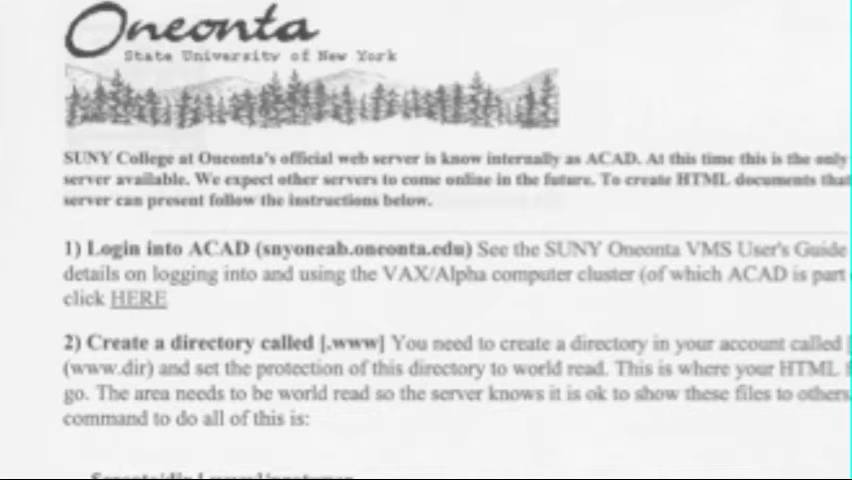 Oneonta
State University of New York
SUNY College at Oneonta's official web server is know internally as ACAD. At this time this is the only
server available. We expect other servers to come online in the future. To create HTML documents that
server can present follow the instructions below.
1) Login into ACAD (snyoneab.oneonta.edu) See the SUNY Oneonta VMS User's Guide
details on logging into and using the VAX/Alpha computer cluster (of which ACAD is part
click HERE
2) Create a directory called [.www] You need to create a directory in your account called [
(www.dir) and set the protection of this directory to world read. This is where your HTML
go. The area needs to be world read so the server knows it is ok to show these files to others.
command to do all of this is: